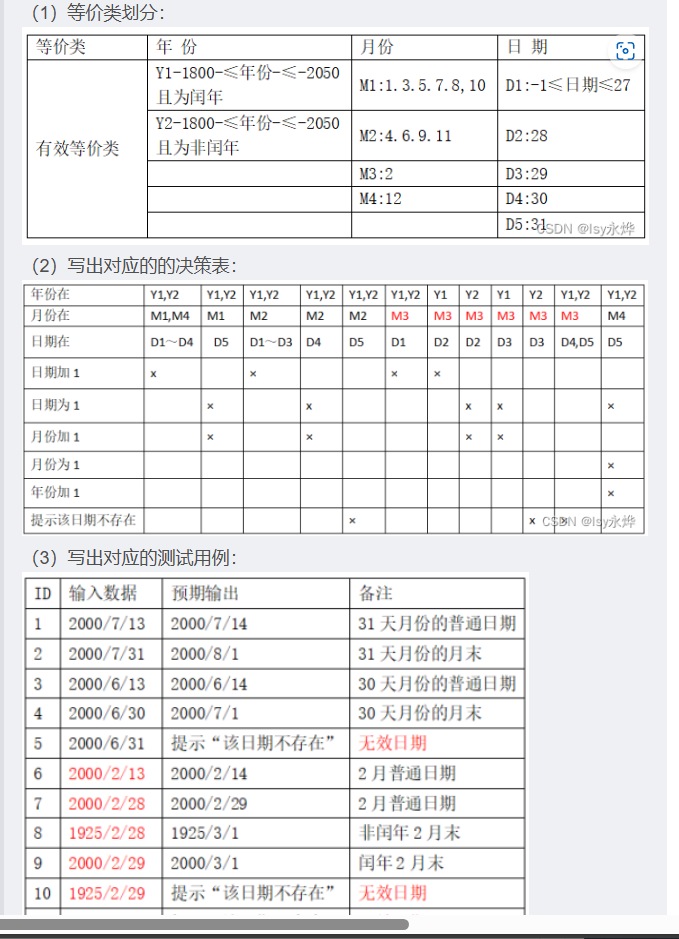 （1）等价类划分：
等价类 年 份 月份 日 期
有效等价类 Y1-1800-≤年份-≤-2050且为闰年 M1:1.3.5.7.8,10 D1:-1≤日期≤27
Y2-1800-≤年份-≤-2050且为非闰年 M2:4.6.9.11 D2:28
M3:2 D3:29
M4:12 D4:30
D5:31
CSDN @lsy永烨
（2）写出对应的的决策表：
年份在 Y1,Y2 Y1,Y2 Y1,Y2 Y1,Y2 Y1,Y2 Y1,Y2 Y1 Y2 Y1 Y2 Y1,Y2 Y1,Y2
月份在 M1,M4 M1 M2 M2 M2 M3 M3 M3 M3 M3 M3 M4
日期在 D1～D4 D5 D1～D3 D4 D5 D1 D2 D2 D3 D3 D4,D5 D5
日期加 1 x x x x
日期为 1 x x x x x
月份加 1 x x x x
月份为 1 x
年份加 1 x
提示该日期不存在 x x x
CSDN @lsy永烨
（3）写出对应的测试用例：
ID 输入数据 预期输出 备注
1 2000/7/13 2000/7/14 31 天月份的普通日期
2 2000/7/31 2000/8/1 31 天月份的月末
3 2000/6/13 2000/6/14 30 天月份的普通日期
4 2000/6/30 2000/7/1 30 天月份的月末
5 2000/6/31 提示“该日期不存在” 无效日期
6 2000/2/13 2000/2/14 2 月普通日期
7 2000/2/28 2000/2/29 2 月普通日期
8 1925/2/28 1925/3/1 非闰年 2 月末
9 2000/2/29 2000/3/1 闰年 2 月末
10 1925/2/29 提示“该日期不存在” 无效日期